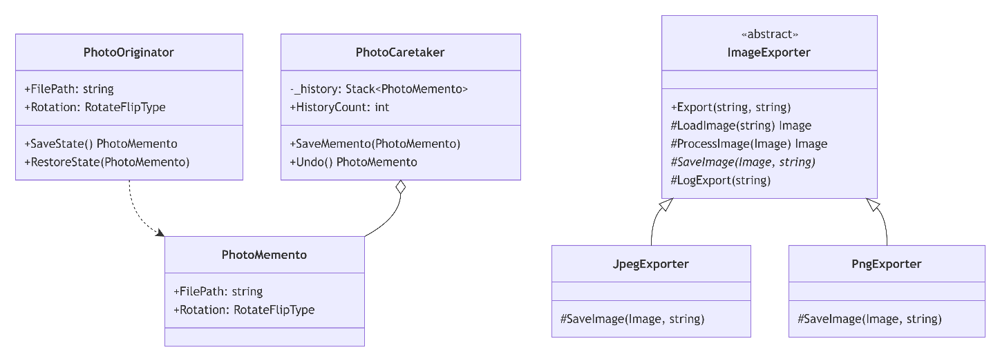 PhotoOriginator
+FilePath: string
+Rotation: RotateFlipType
+SaveState() PhotoMemento
+RestoreState(PhotoMemento)
PhotoCaretaker
-_history: Stack<PhotoMemento>
+HistoryCount: int
+SaveMemento(PhotoMemento)
+Undo() PhotoMemento
PhotoMemento
+FilePath: string
+Rotation: RotateFlipType
«abstract»
ImageExporter
+Export(string, string)
#LoadImage(string) Image
#ProcessImage(Image) Image
#SaveImage(Image, string)
#LogExport(string)
JpegExporter
#SaveImage(Image, string)
PngExporter
#SaveImage(Image, string)